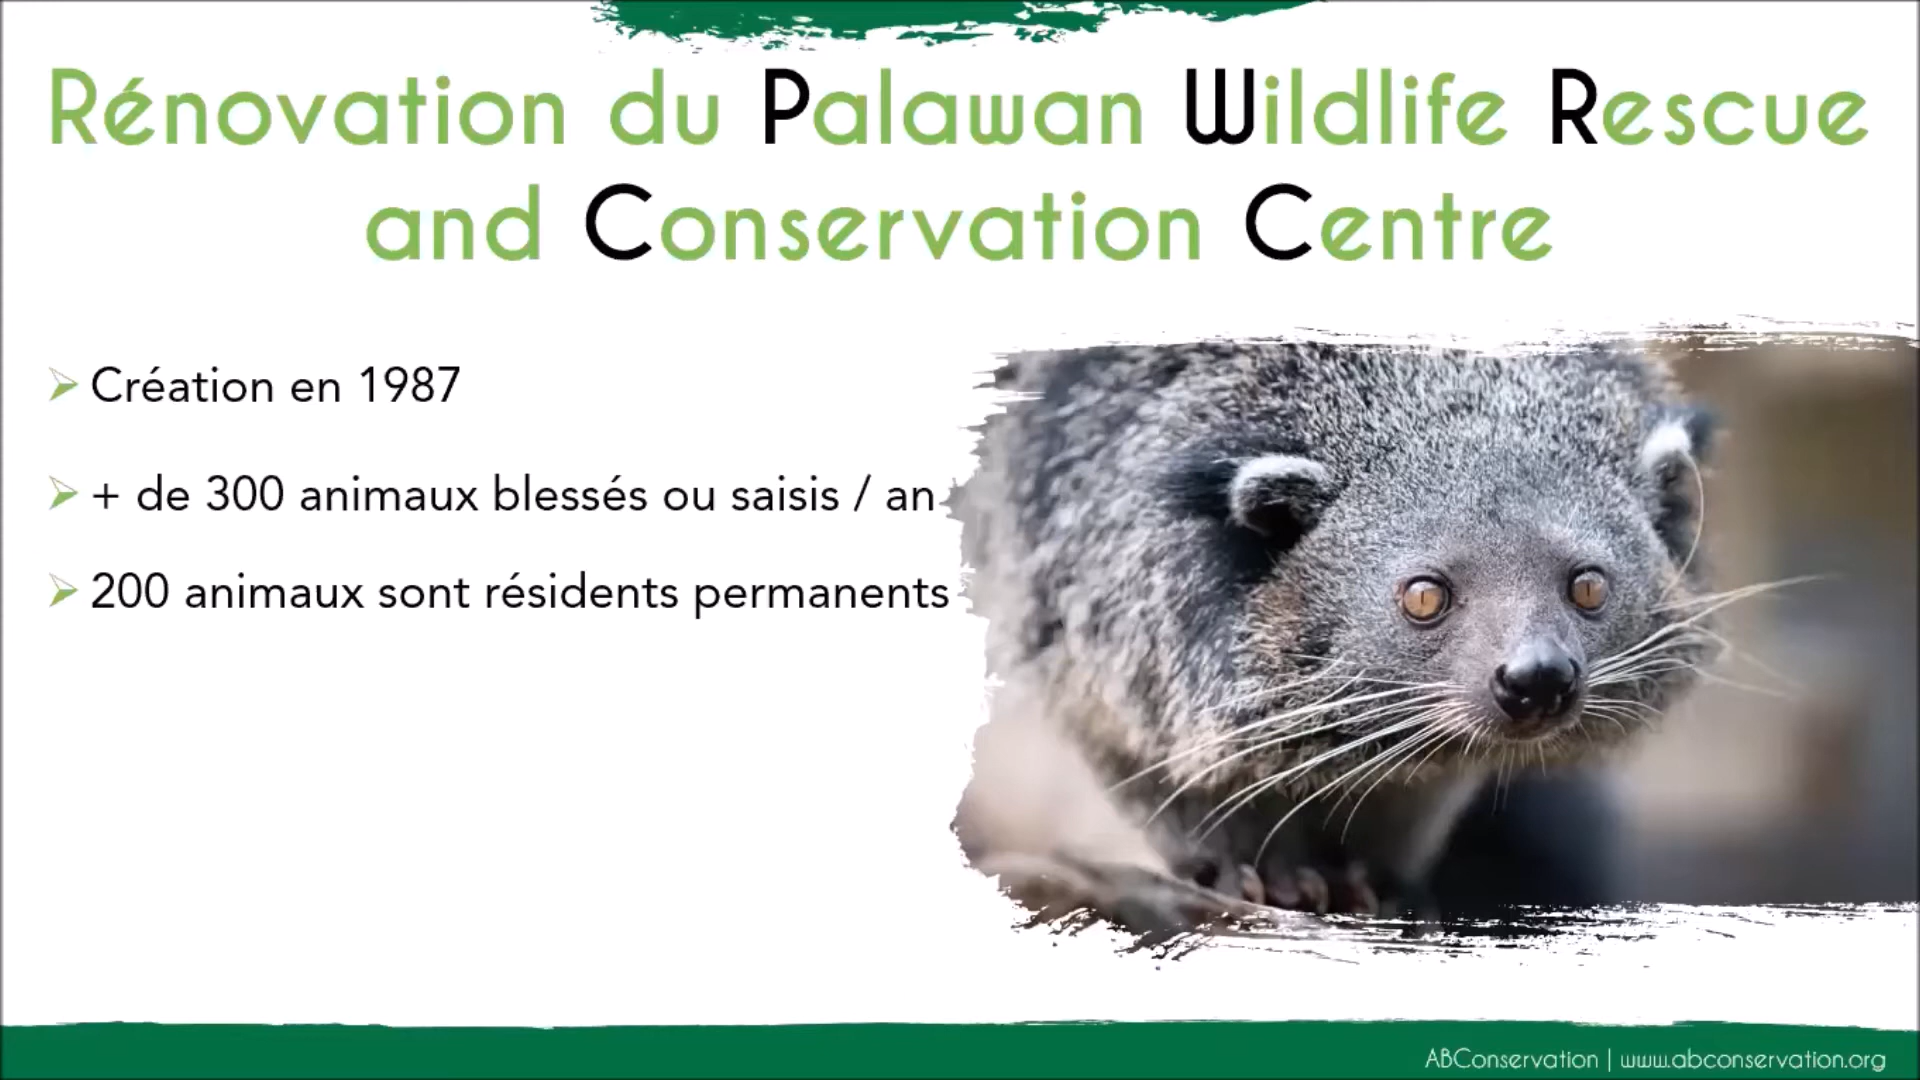 Rénovation du Palawan Wildlife Rescue
and Conservation Centre
Création en 1987
+ de 300 animaux blessés ou saisis / an
200 animaux sont résidents permanents
ABConservation | www.abconservation.org